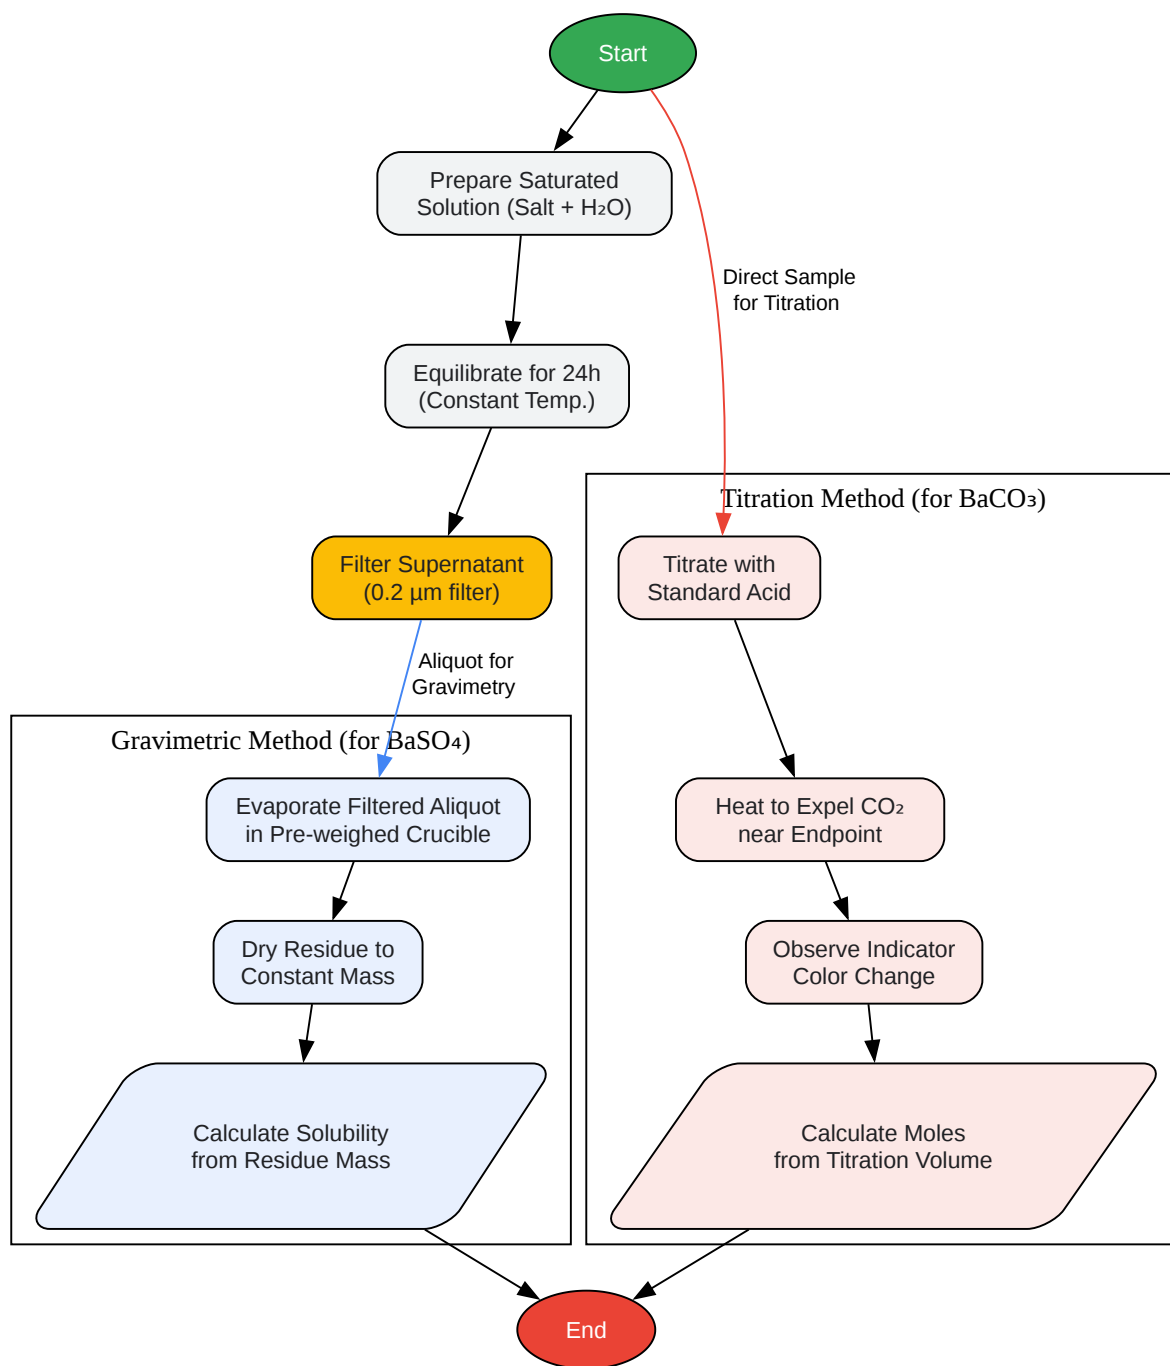 Start
Prepare Saturated
Solution (Salt + H₂O)
Direct Sample
for Titration
Equilibrate for 24h
(Constant Temp.)
Filter Supernatant
(0.2 µm filter)
Aliquot for
Gravimetry
Gravimetric Method (for BaSO₄)
Evaporate Filtered Aliquot
in Pre-weighed Crucible
Dry Residue to
Constant Mass
Calculate Solubility
from Residue Mass
Titration Method (for BaCO₃)
Titrate with
Standard Acid
Heat to Expel CO₂
near Endpoint
Observe Indicator
Color Change
Calculate Moles
from Titration Volume
End